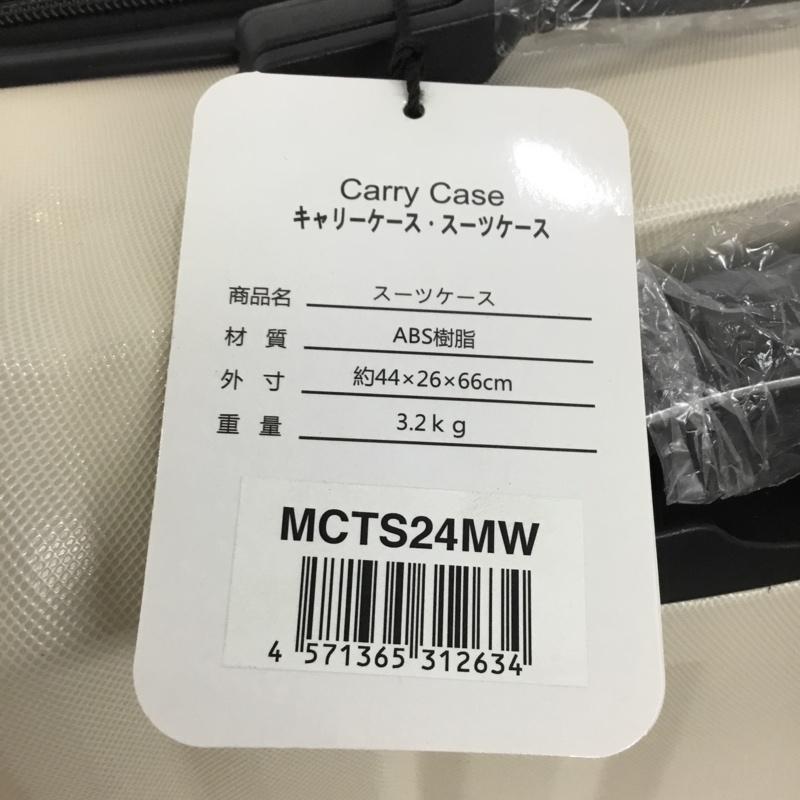 Carry Case
キャリーケース・スーツケース
商品名 スーツケース
材 質 ABS樹脂
外 寸 約44×26×66cm
重 量 3.2kg
MCTS24MW
4 571365 312634